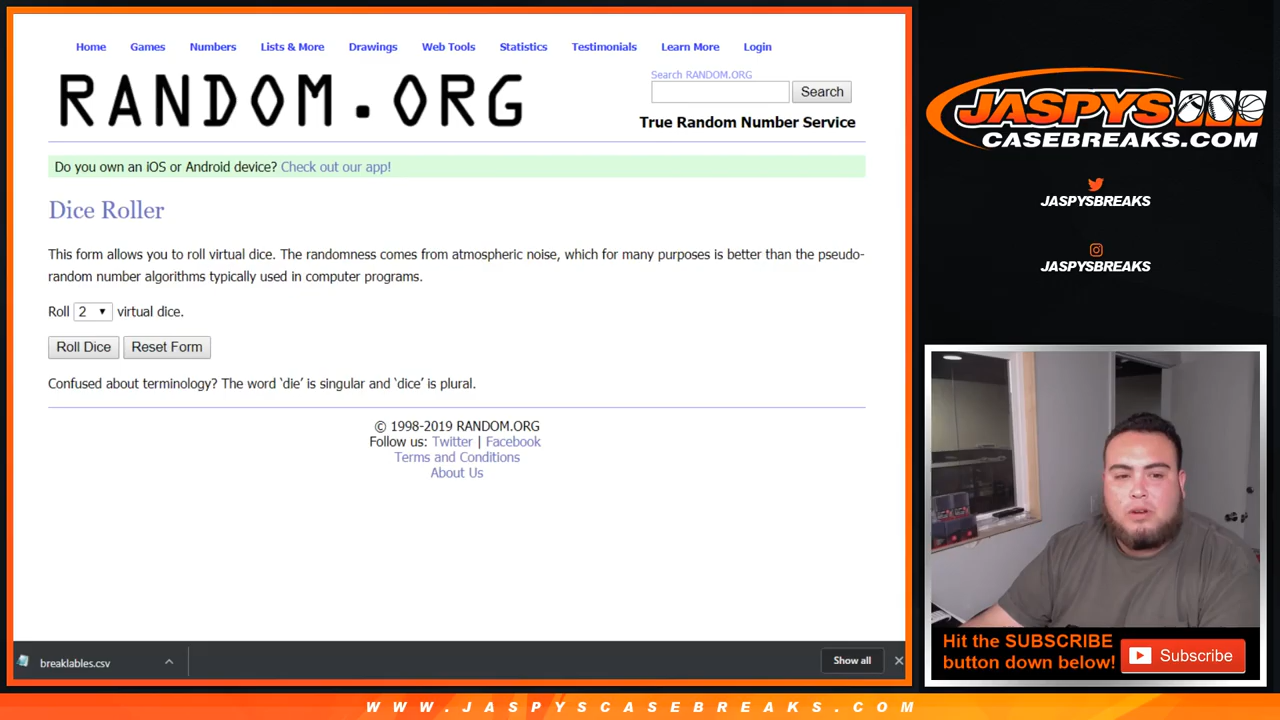 Home Games Numbers Lists & More Drawings Web Tools Statistics Testimonials Learn More Login
RANDOM.ORG
Search RANDOM.ORG
Search
True Random Number Service
Do you own an iOS or Android device? Check out our app!
Dice Roller
This form allows you to roll virtual dice. The randomness comes from atmospheric noise, which for many purposes is better than the pseudo-
random number algorithms typically used in computer programs.
Roll 2 virtual dice.
Roll Dice Reset Form
Confused about terminology? The word ‘die’ is singular and ‘dice’ is plural.
© 1998-2019 RANDOM.ORG
Follow us: Twitter | Facebook
Terms and Conditions
About Us
breaklables.csv
Show all
JASPYS
CASEBREAKS.COM
JASPYSBREAKS
JASPYSBREAKS
Hit the SUBSCRIBE
button down below!
Subscribe
WWW.JASPYSCASEBREAKS.COM